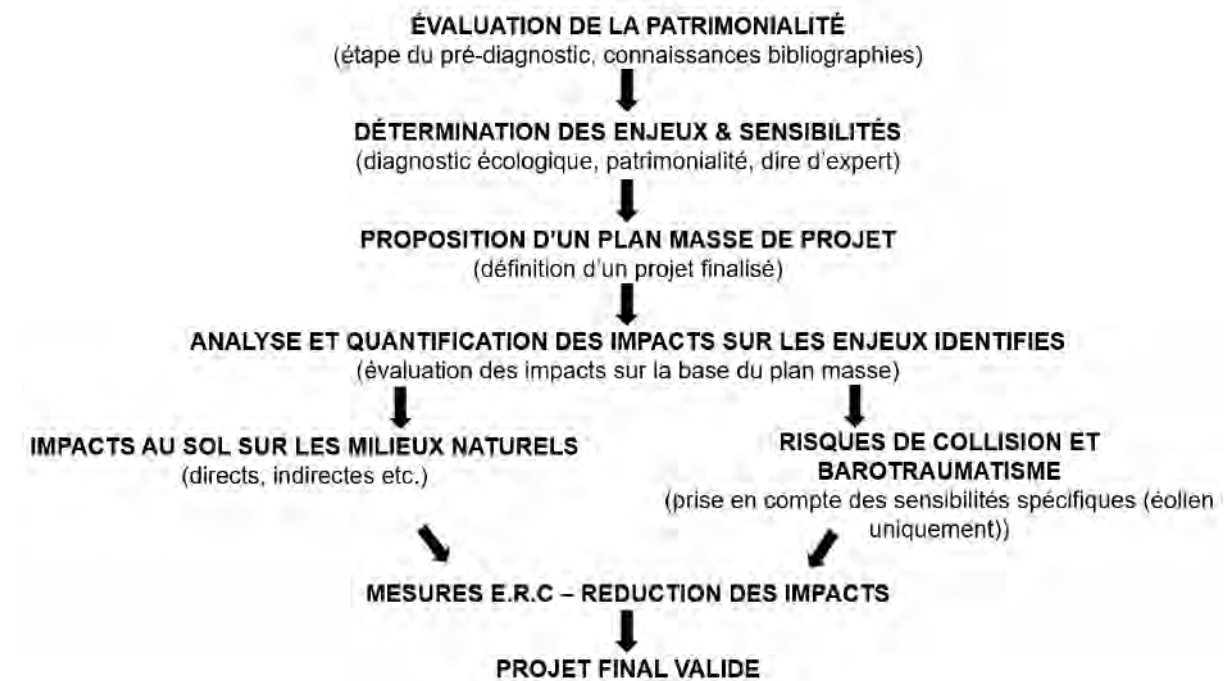 ÉVALUATION DE LA PATRIMONIALITÉ
(étape du pré-diagnostic, connaissances bibliographies)
DÉTERMINATION DES ENJEUX & SENSIBILITÉS
(diagnostic écologique, patrimonialité, dire d'expert)
PROPOSITION D'UN PLAN MASSE DE PROJET
(définition d'un projet finalisé)
ANALYSE ET QUANTIFICATION DES IMPACTS SUR LES ENJEUX IDENTIFIES
(évaluation des impacts sur la base du plan masse)
IMPACTS AU SOL SUR LES MILIEUX NATURELS
(directs, indirectes etc.)
RISQUES DE COLLISION ET
BAROTRAUMATISME
(prise en compte des sensibilités spécifiques (éolien
uniquement))
MESURES E.R.C – REDUCTION DES IMPACTS
PROJET FINAL VALIDE